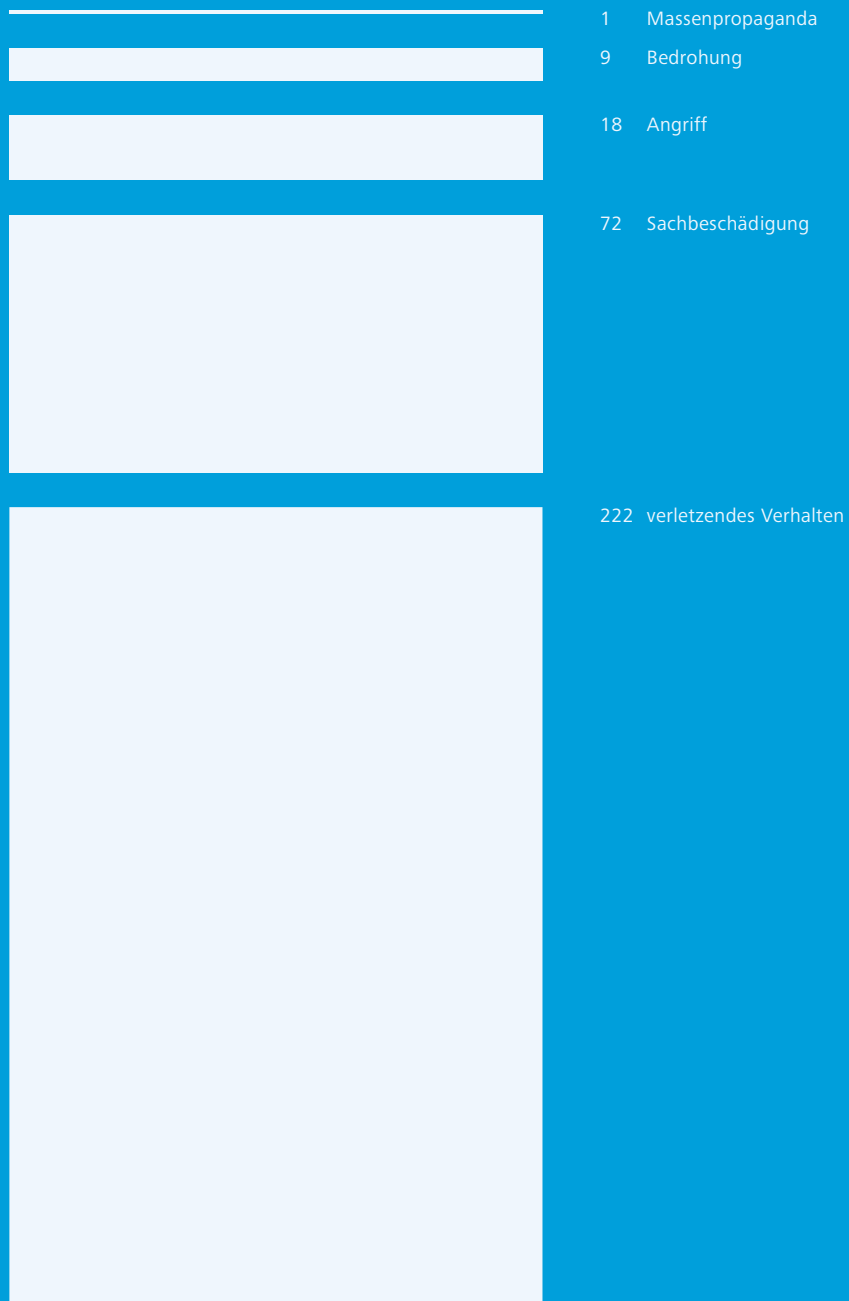 1 Massenpropaganda
9 Bedrohung
18 Angriff
72 Sachbeschädigung
222 verletzendes Verhalten